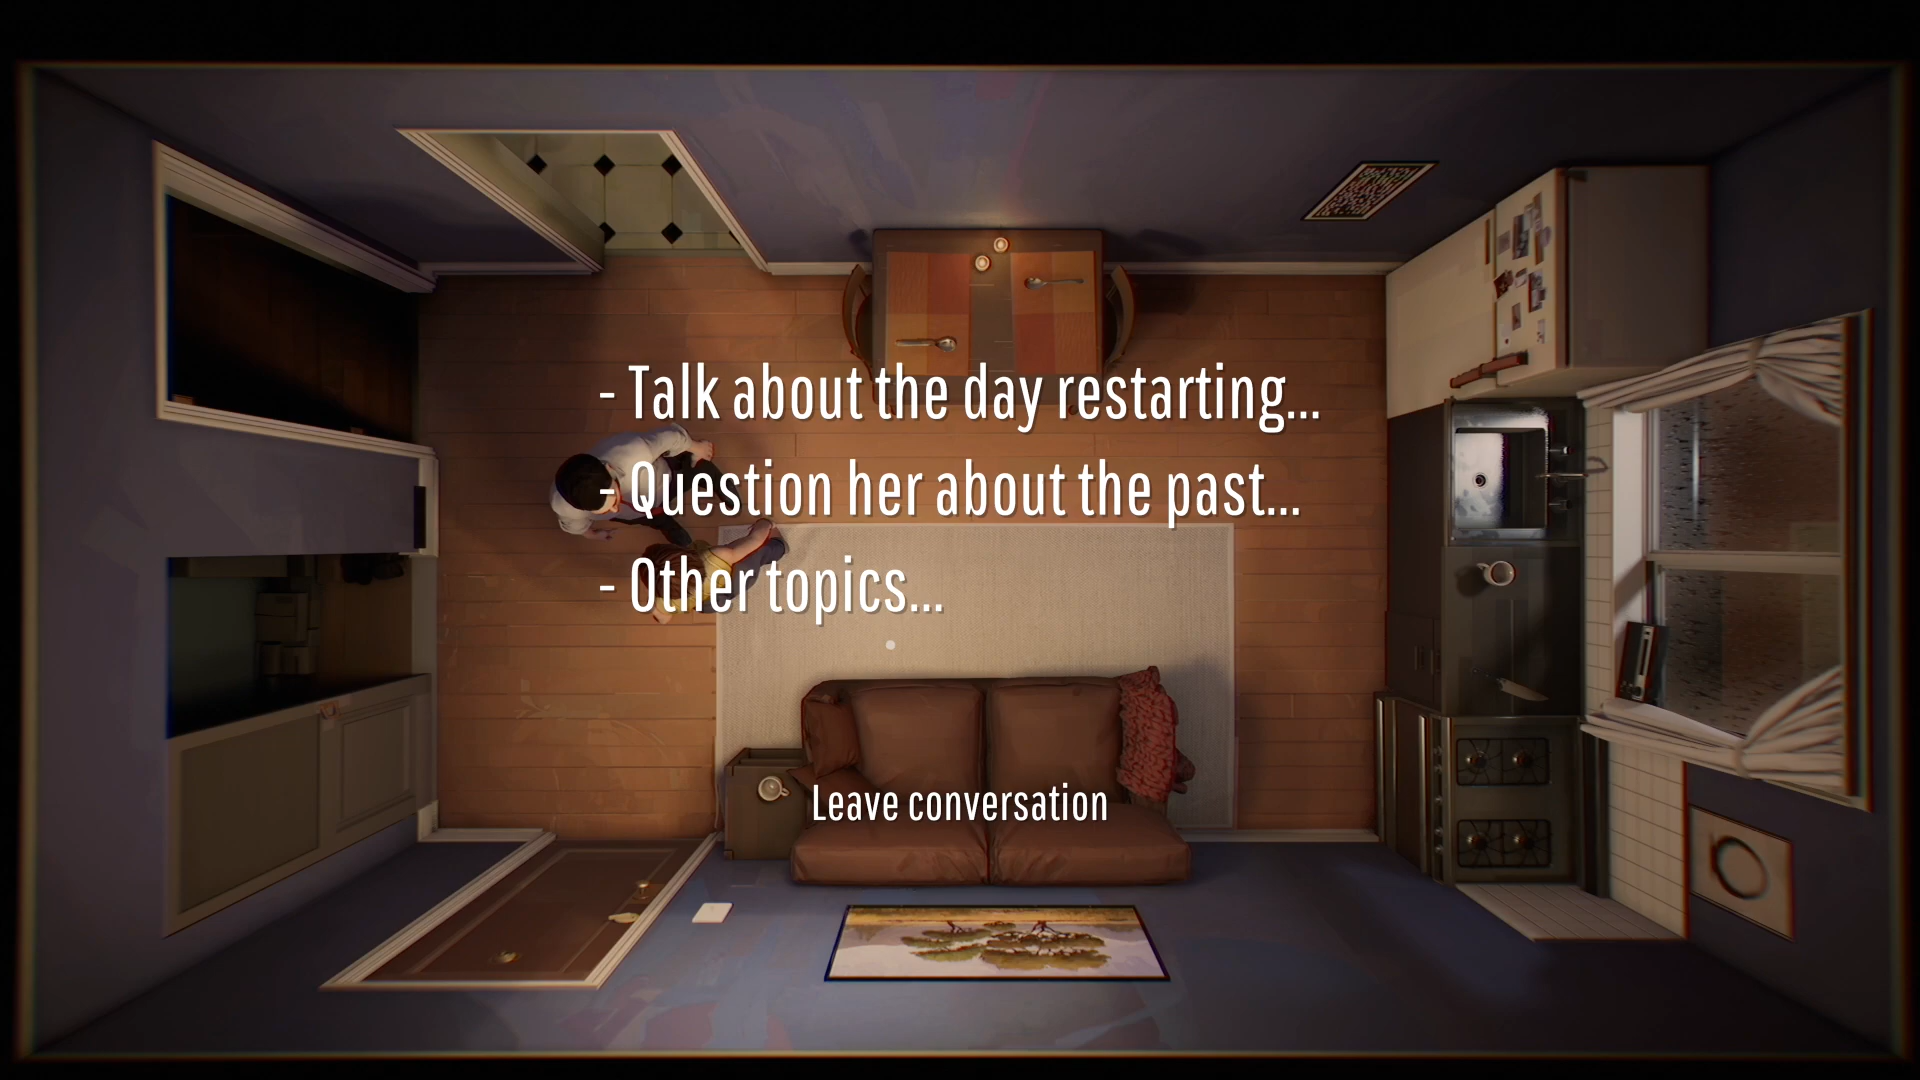 - Talk about the day restarting...
- Question her about the past...
- Other topics...
Leave conversation